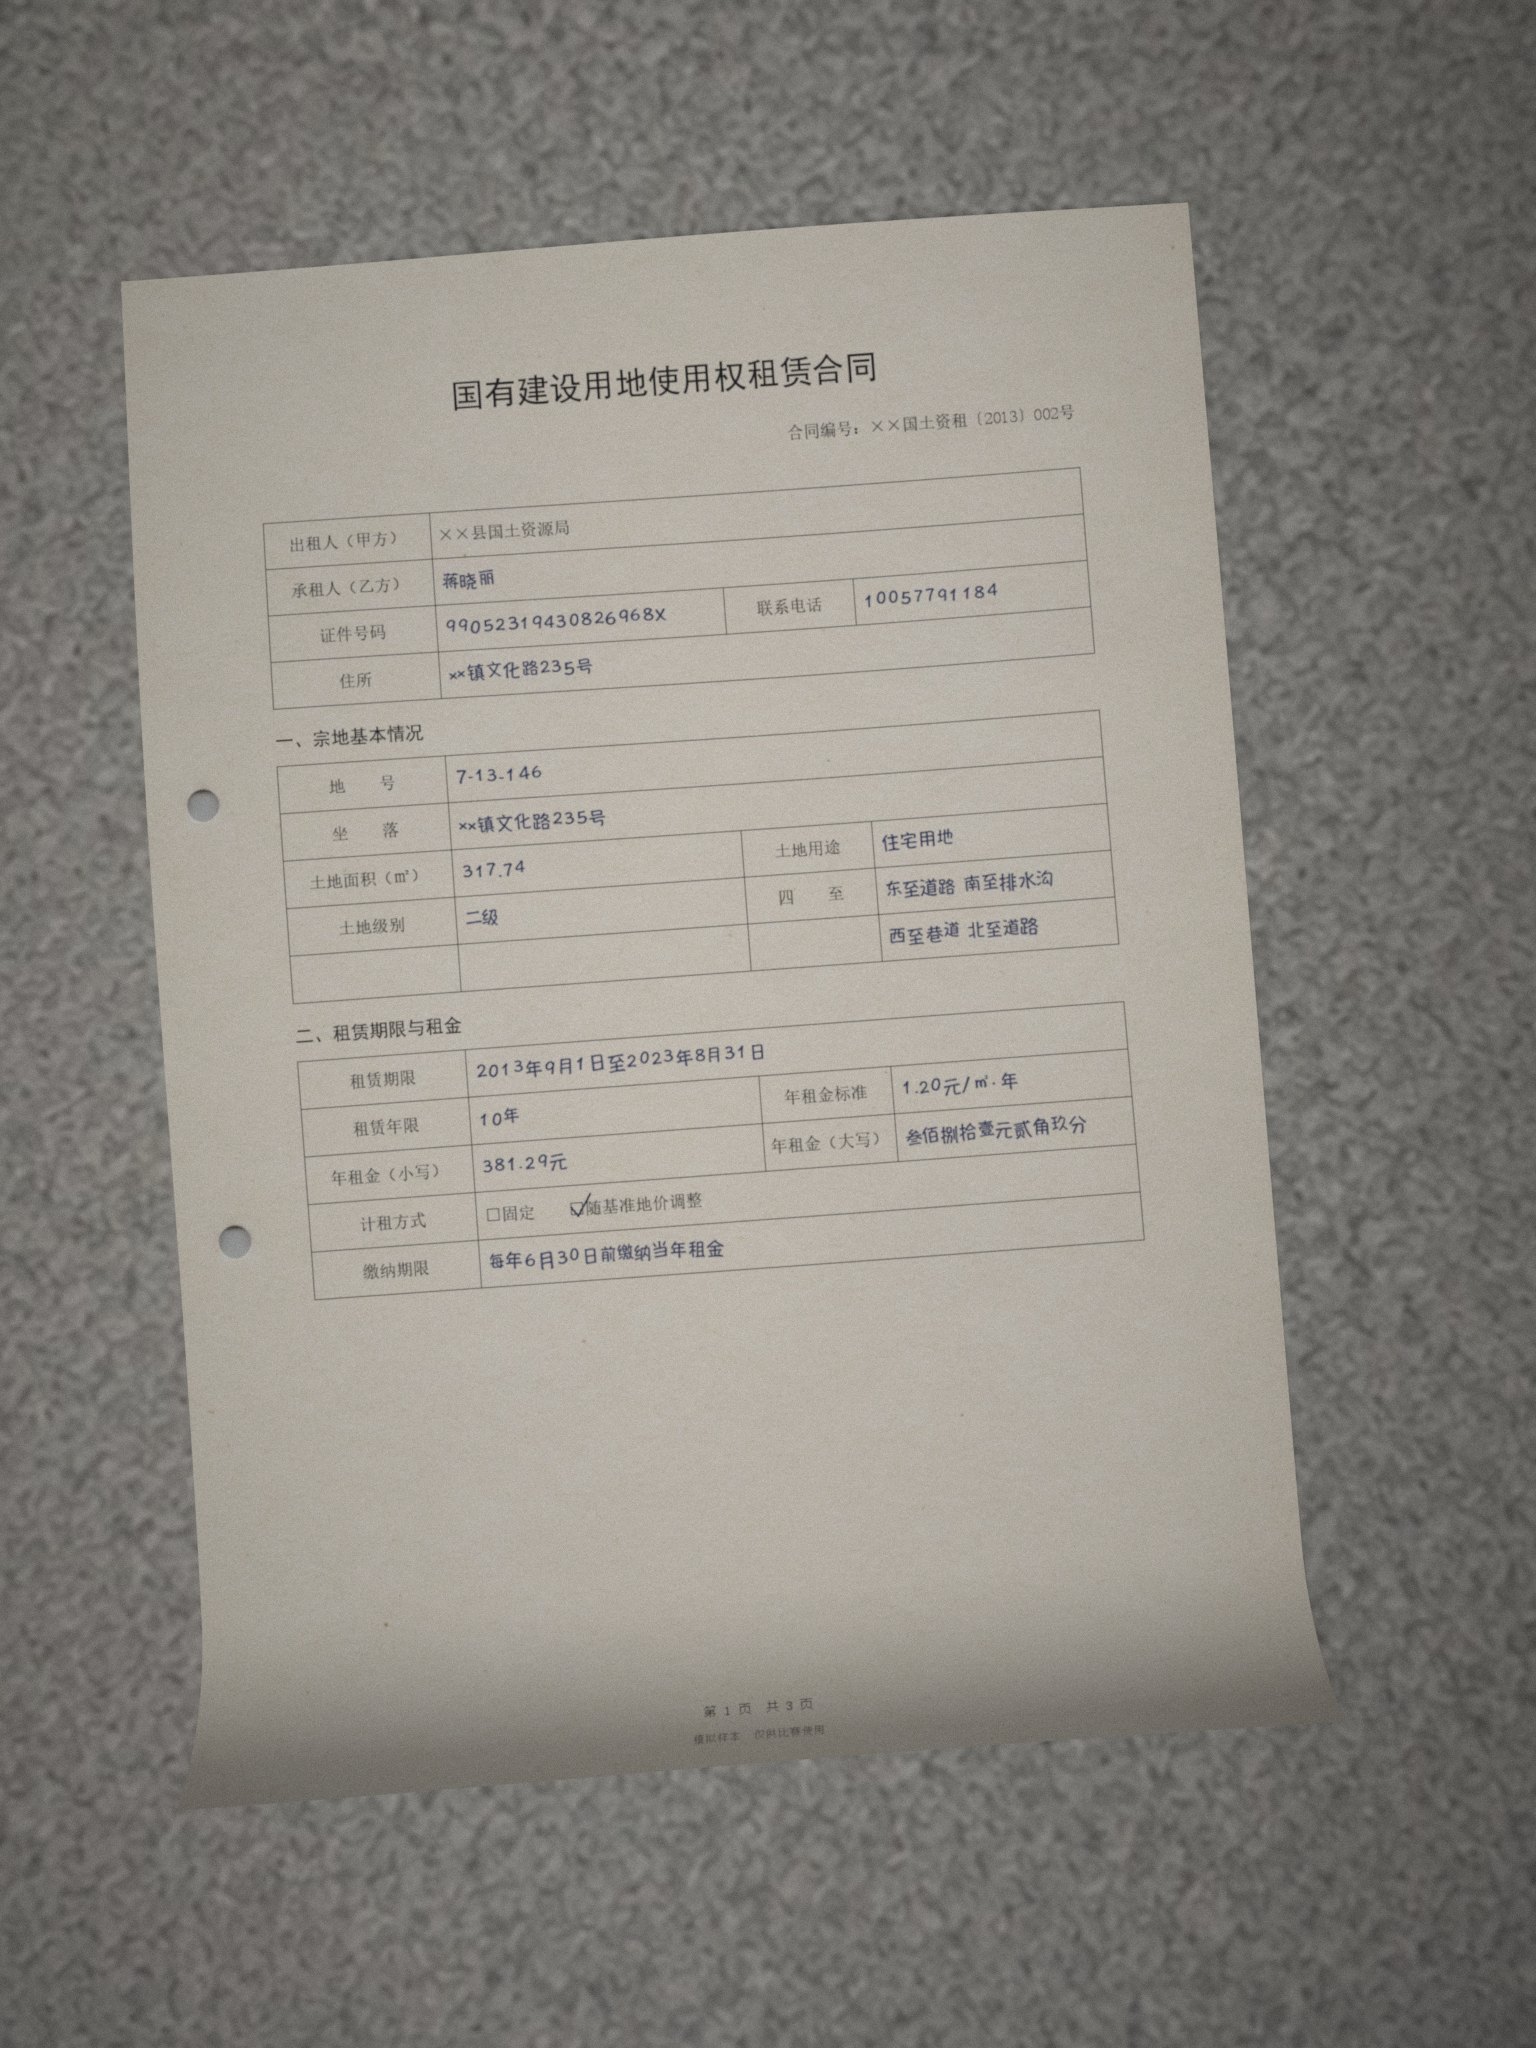 国有建设用地使用权租赁合同
合同编号：××国土资租〔2013〕002号
出租人（甲方） ××县国土资源局
承租人（乙方） 蒋晓丽
证件号码 99052319430826968X 联系电话 10057791184
住所 ××镇文化路235号
一、宗地基本情况
地 号 7-13-146
坐 落 ××镇文化路235号
土地面积（㎡） 317.74 土地用途 住宅用地
土地级别 二级 四 至 东至道路 南至排水沟
西至巷道 北至道路
二、租赁期限与租金
租赁期限 2013年9月1日至2023年8月31日
租赁年限 10年 年租金标准 1.20元/㎡·年
年租金（小写） 381.29元 年租金（大写） 叁佰捌拾壹元贰角玖分
计租方式 □固定 ☑随基准地价调整
缴纳期限 每年6月30日前缴纳当年租金
第 1 页 共 3 页
模拟样本 仅供比赛使用